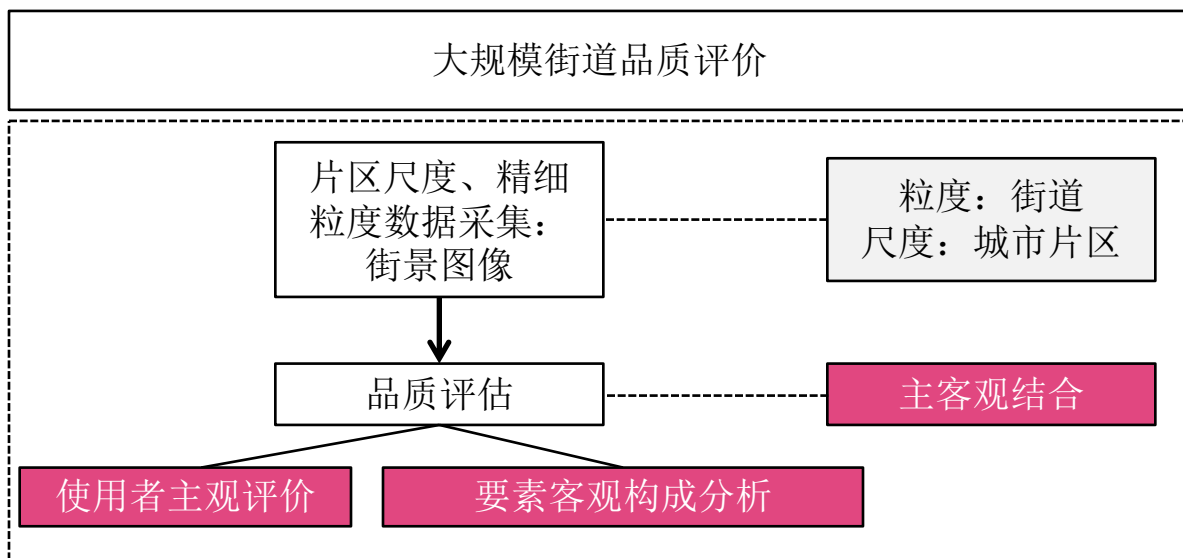 大规模街道品质评价
片区尺度、精细
粒度数据采集：
街景图像
粒度：街道
尺度：城市片区
品质评估
主客观结合
使用者主观评价
要素客观构成分析